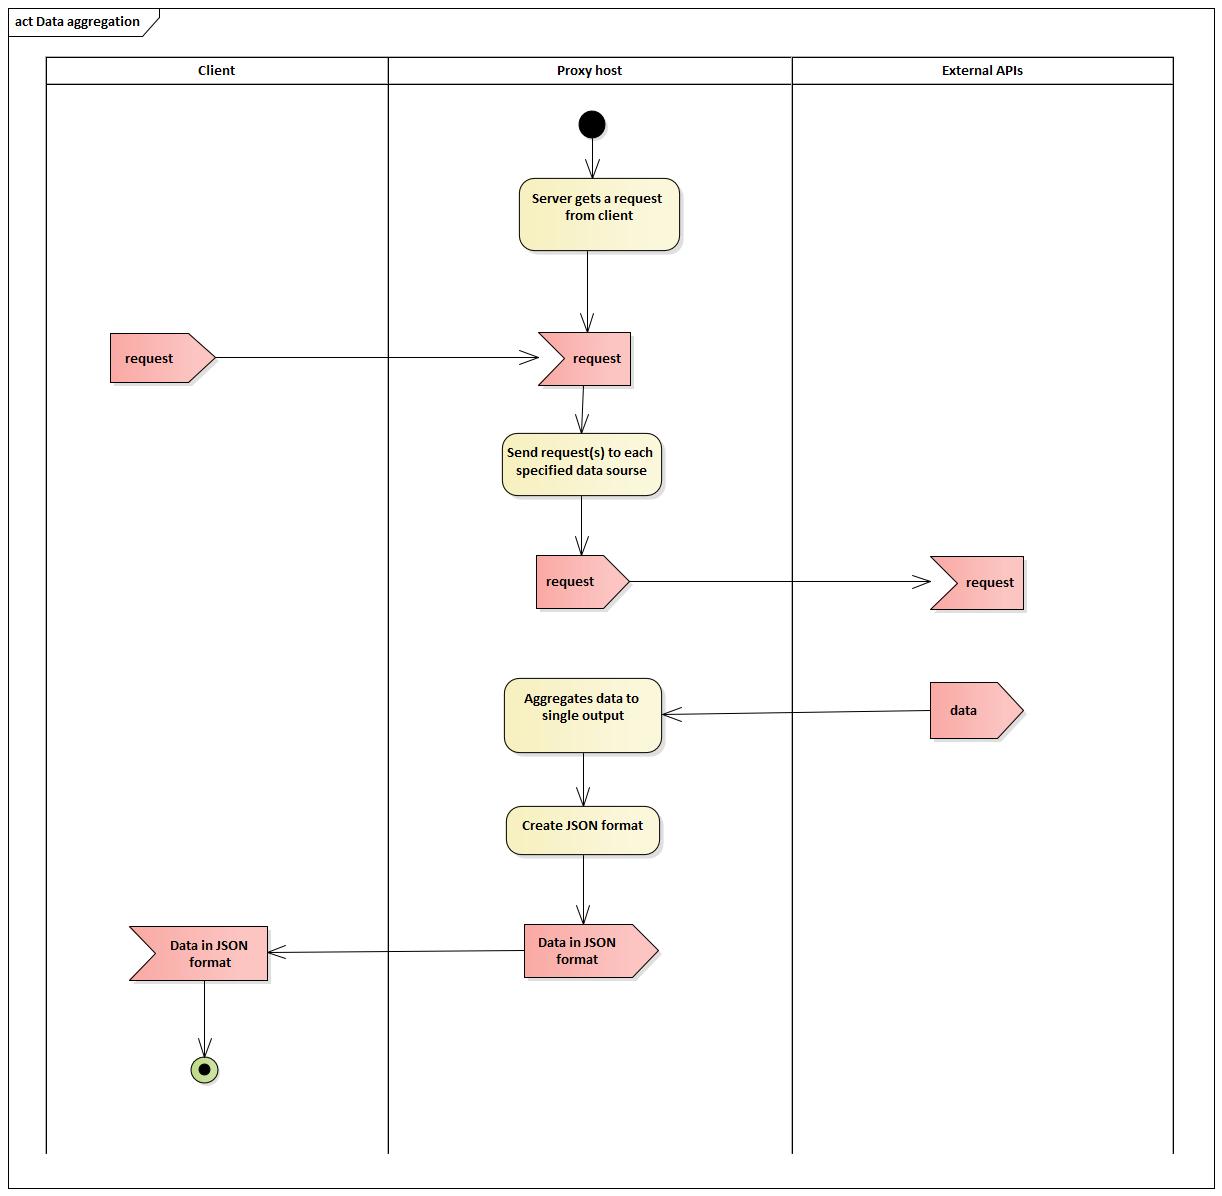 act Data aggregation
Client
Proxy host
External APIs
Server gets a request
from client
request
request
Send request(s) to each
specified data sourse
request
request
Aggregates data to
single output
data
Create JSON format
Data in JSON
format
Data in JSON
format